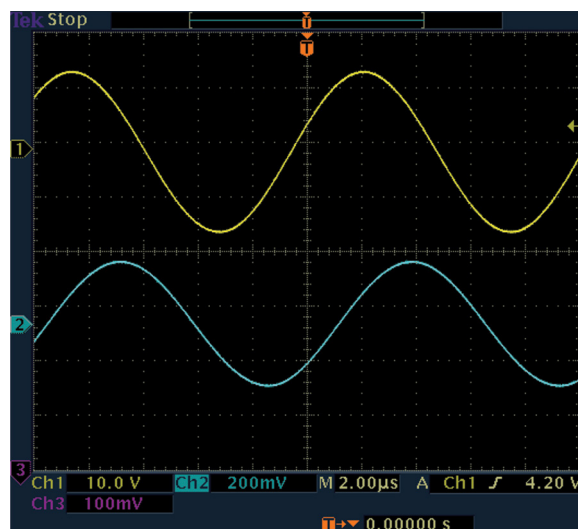 Tek Stop
U
T
1
2
3
Ch1 10.0 V Ch2 200mV M 2.00µs A Ch1 ʃ 4.20 V
Ch3 100mV
T→▼ 0.00000 s